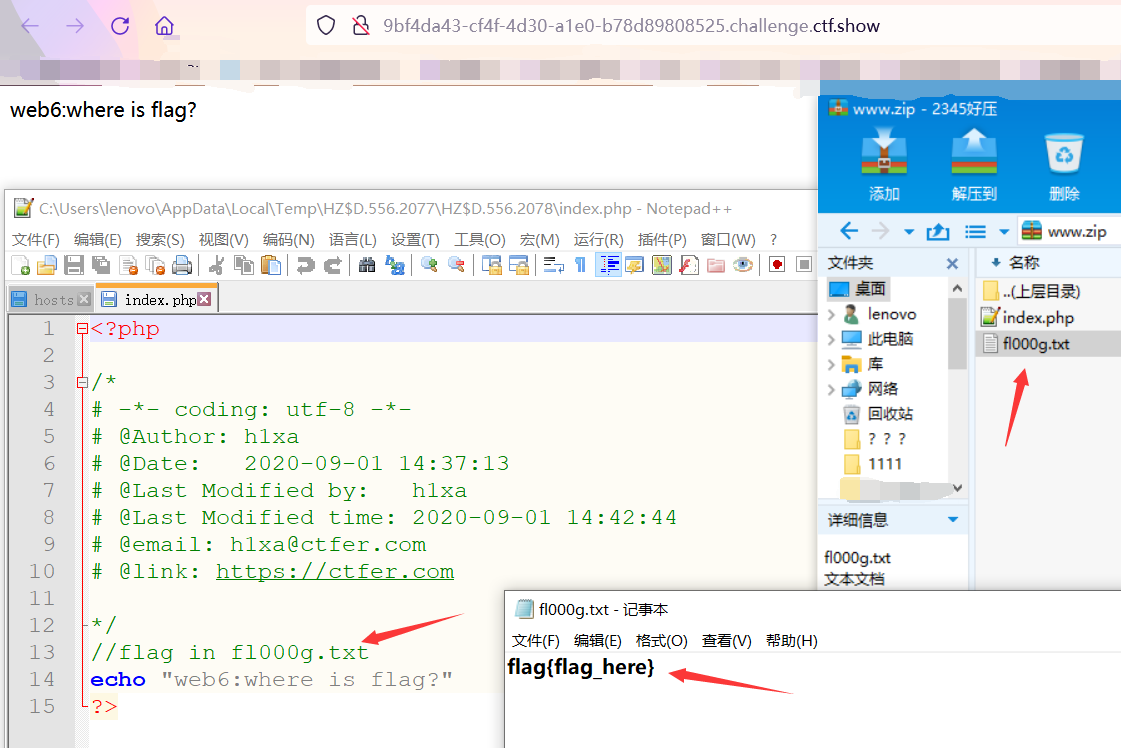 9bf4da43-cf4f-4d30-a1e0-b78d89808525.challenge.ctf.show
web6:where is flag?
C:\Users\lenovo\AppData\Local\Temp\HZ$D.556.2077\HZ$D.556.2078\index.php - Notepad++
文件(F) 编辑(E) 搜索(S) 视图(V) 编码(N) 语言(L) 设置(T) 工具(O) 宏(M) 运行(R) 插件(P) 窗口(W) ?
hosts index.php
1 <?php
2
3 /*
4 # -*- coding: utf-8 -*-
5 # @Author: h1xa
6 # @Date:   2020-09-01 14:37:13
7 # @Last Modified by:   h1xa
8 # @Last Modified time: 2020-09-01 14:42:44
9 # @email: h1xa@ctfer.com
10 # @link: https://ctfer.com
11
12 */
13 //flag in fl000g.txt
14 echo "web6:where is flag?"
15 ?>
www.zip - 2345好压
添加 解压到 删除
www.zip
文件夹
桌面
lenovo
此电脑
库
网络
回收站
? ? ?
1111
名称
..(上层目录)
index.php
fl000g.txt
详细信息
fl000g.txt
文本文档
fl000g.txt - 记事本
文件(F) 编辑(E) 格式(O) 查看(V) 帮助(H)
flag{flag_here}